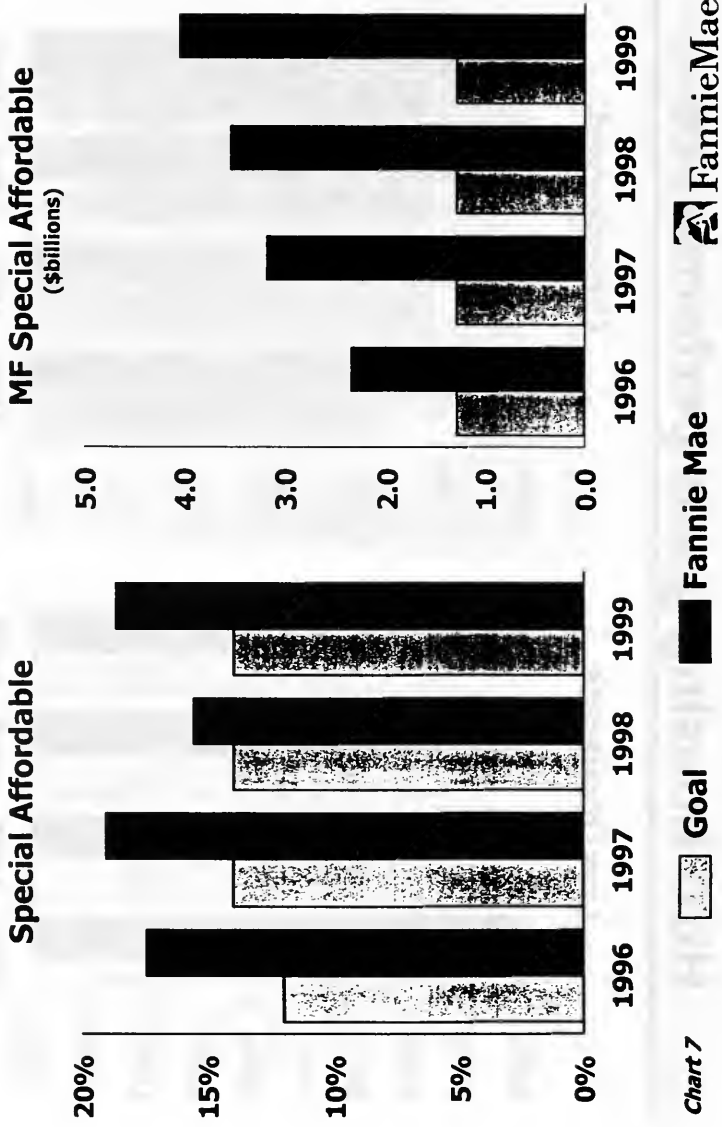 Special Affordable
20%
15%
10%
5%
0%
1996 1997 1998 1999
MF Special Affordable
($billions)
5.0
4.0
3.0
2.0
1.0
0.0
1996 1997 1998 1999
Chart 7
Goal
Fannie Mae
FannieMae